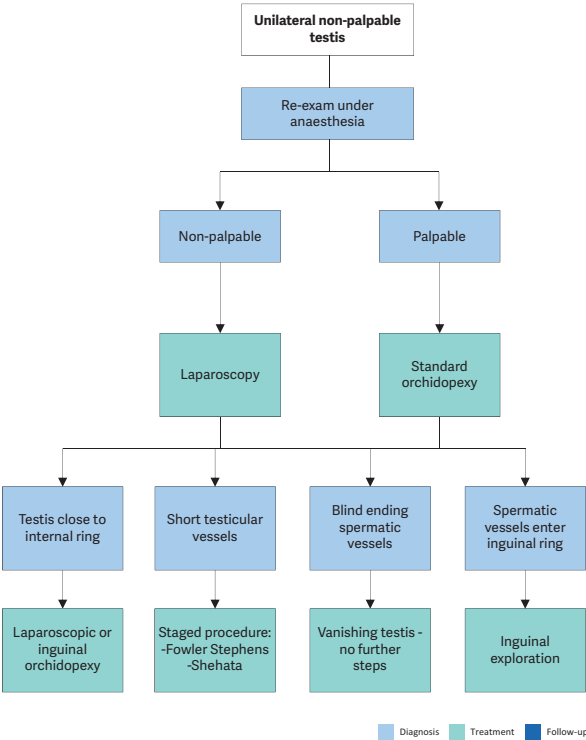 Unilateral non-palpable
testis
Re-exam under
anaesthesia
Non-palpable
Palpable
Laparoscopy
Standard
orchidopexy
Testis close to
internal ring
Short testicular
vessels
Blind ending
spermatic
vessels
Spermatic
vessels enter
inguinal ring
Laparoscopic or
inguinal
orchidopexy
Staged procedure:
-Fowler Stephens
-Shehata
Vanishing testis -
no further
steps
Inguinal
exploration
Diagnosis
Treatment
Follow-up